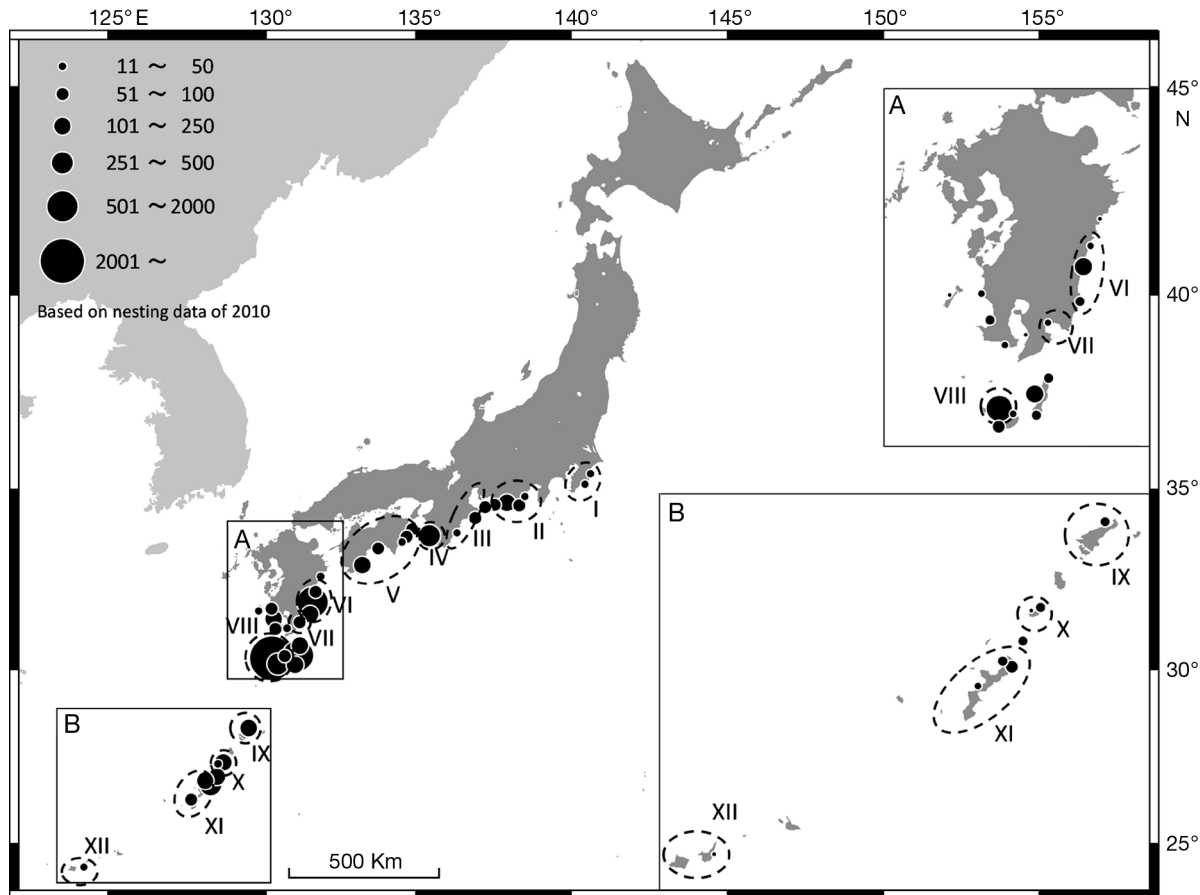 125° E 130° 135° 140° 145° 150° 155°
11 ~ 50
51 ~ 100
101 ~ 250
251 ~ 500
501 ~ 2000
2001 ~
Based on nesting data of 2010
45°
N
40°
35°
30°
25°
A
VI
VII
VIII
B
IX
X
XI
XII
I
II
III
IV
V
A
VI
VIII
VII
B
IX
X
XI
XII
500 Km